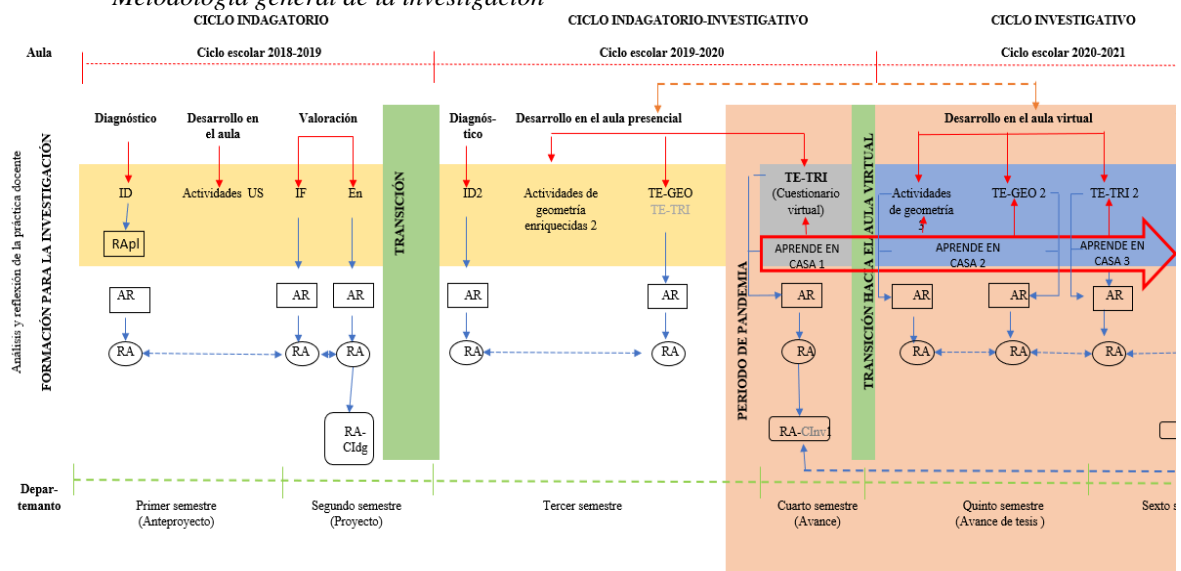 Metodología general de la investigación
CICLO INDAGATORIO
CICLO INDAGATORIO-INVESTIGATIVO
CICLO INVESTIGATIVO
Aula
Ciclo escolar 2018-2019
Ciclo escolar 2019-2020
Ciclo escolar 2020-2021
Análisis y reflexión de la práctica docente
FORMACIÓN PARA LA INVESTIGACIÓN
Diagnóstico
Desarrollo en
el aula
Valoración
TRANSICIÓN
Diagnós-
tico
Desarrollo en el aula presencial
Desarrollo en el aula virtual
ID
Actividades US
IF
En
ID2
Actividades de
geometría
enriquecidas 2
TE-GEO
TE-TRI
TE-TRI
(Cuestionario
virtual)
Actividades
de geometría
3
TE-GEO 2
TE-TRI 2
RApl
PERIODO DE PANDEMIA
TRANSICIÓN HACIA EL AULA VIRTUAL
APRENDE EN
CASA 1
APRENDE EN
CASA 2
APRENDE EN
CASA 3
AR
AR
AR
AR
AR
AR
AR
AR
AR
RA
RA
RA
RA
RA
RA
RA
RA
RA
RA-
CIdg
RA-CInv1
Depar-
temanto
Primer semestre
(Anteproyecto)
Segundo semestre
(Proyecto)
Tercer semestre
Cuarto semestre
(Avance)
Quinto semestre
(Avance de tesis )
Sexto s